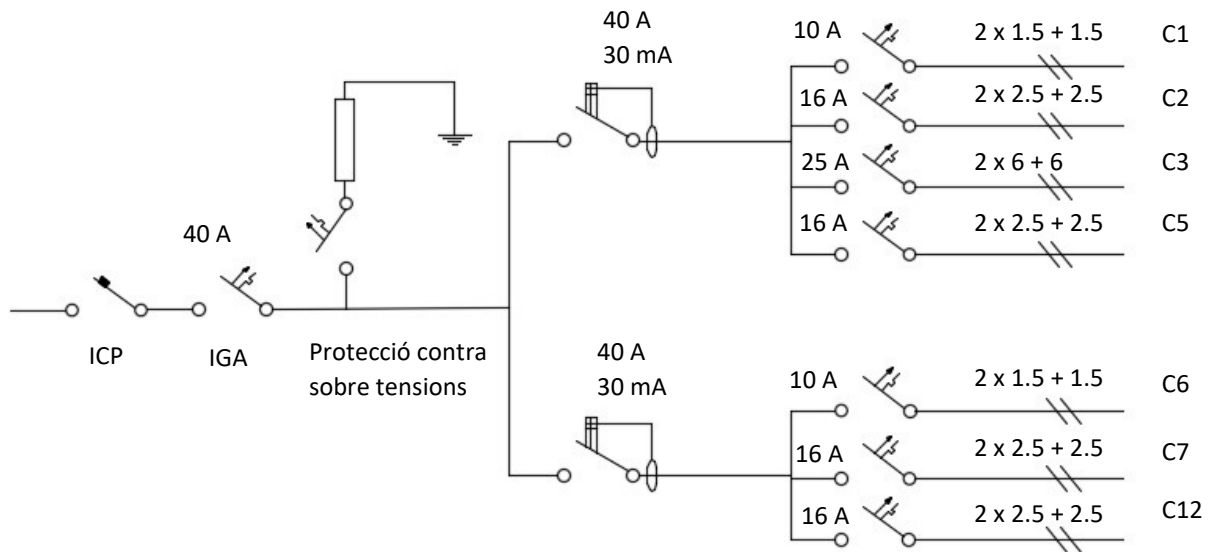 40 A
30 mA
10 A
2 x 1.5 + 1.5
C1
16 A
2 x 2.5 + 2.5
C2
25 A
2 x 6 + 6
C3
16 A
2 x 2.5 + 2.5
C5
40 A
ICP
IGA
Protecció contra
sobre tensions
40 A
30 mA
10 A
2 x 1.5 + 1.5
C6
16 A
2 x 2.5 + 2.5
C7
16 A
2 x 2.5 + 2.5
C12